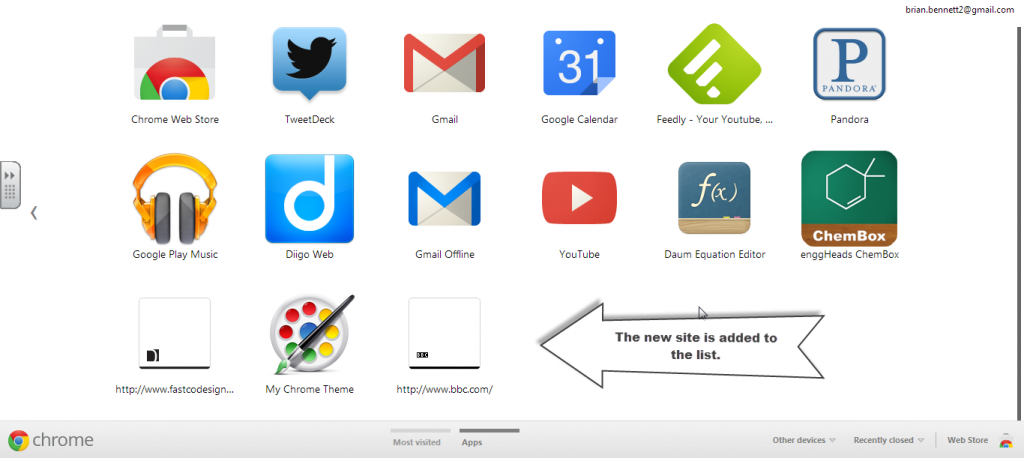 brian.bennett2@gmail.com
31
P
PANDORA
Chrome Web Store
TweetDeck
Gmail
Google Calendar
Feedly - Your Youtube, ...
Pandora
d
f(x)
ChemBox
Google Play Music
Diigo Web
Gmail Offline
YouTube
Daum Equation Editor
enggHeads ChemBox
BBC
The new site is added to
the list.
http://www.fastcodesign...
My Chrome Theme
http://www.bbc.com/
chrome
Most visited
Apps
Other devices
Recently closed
Web Store